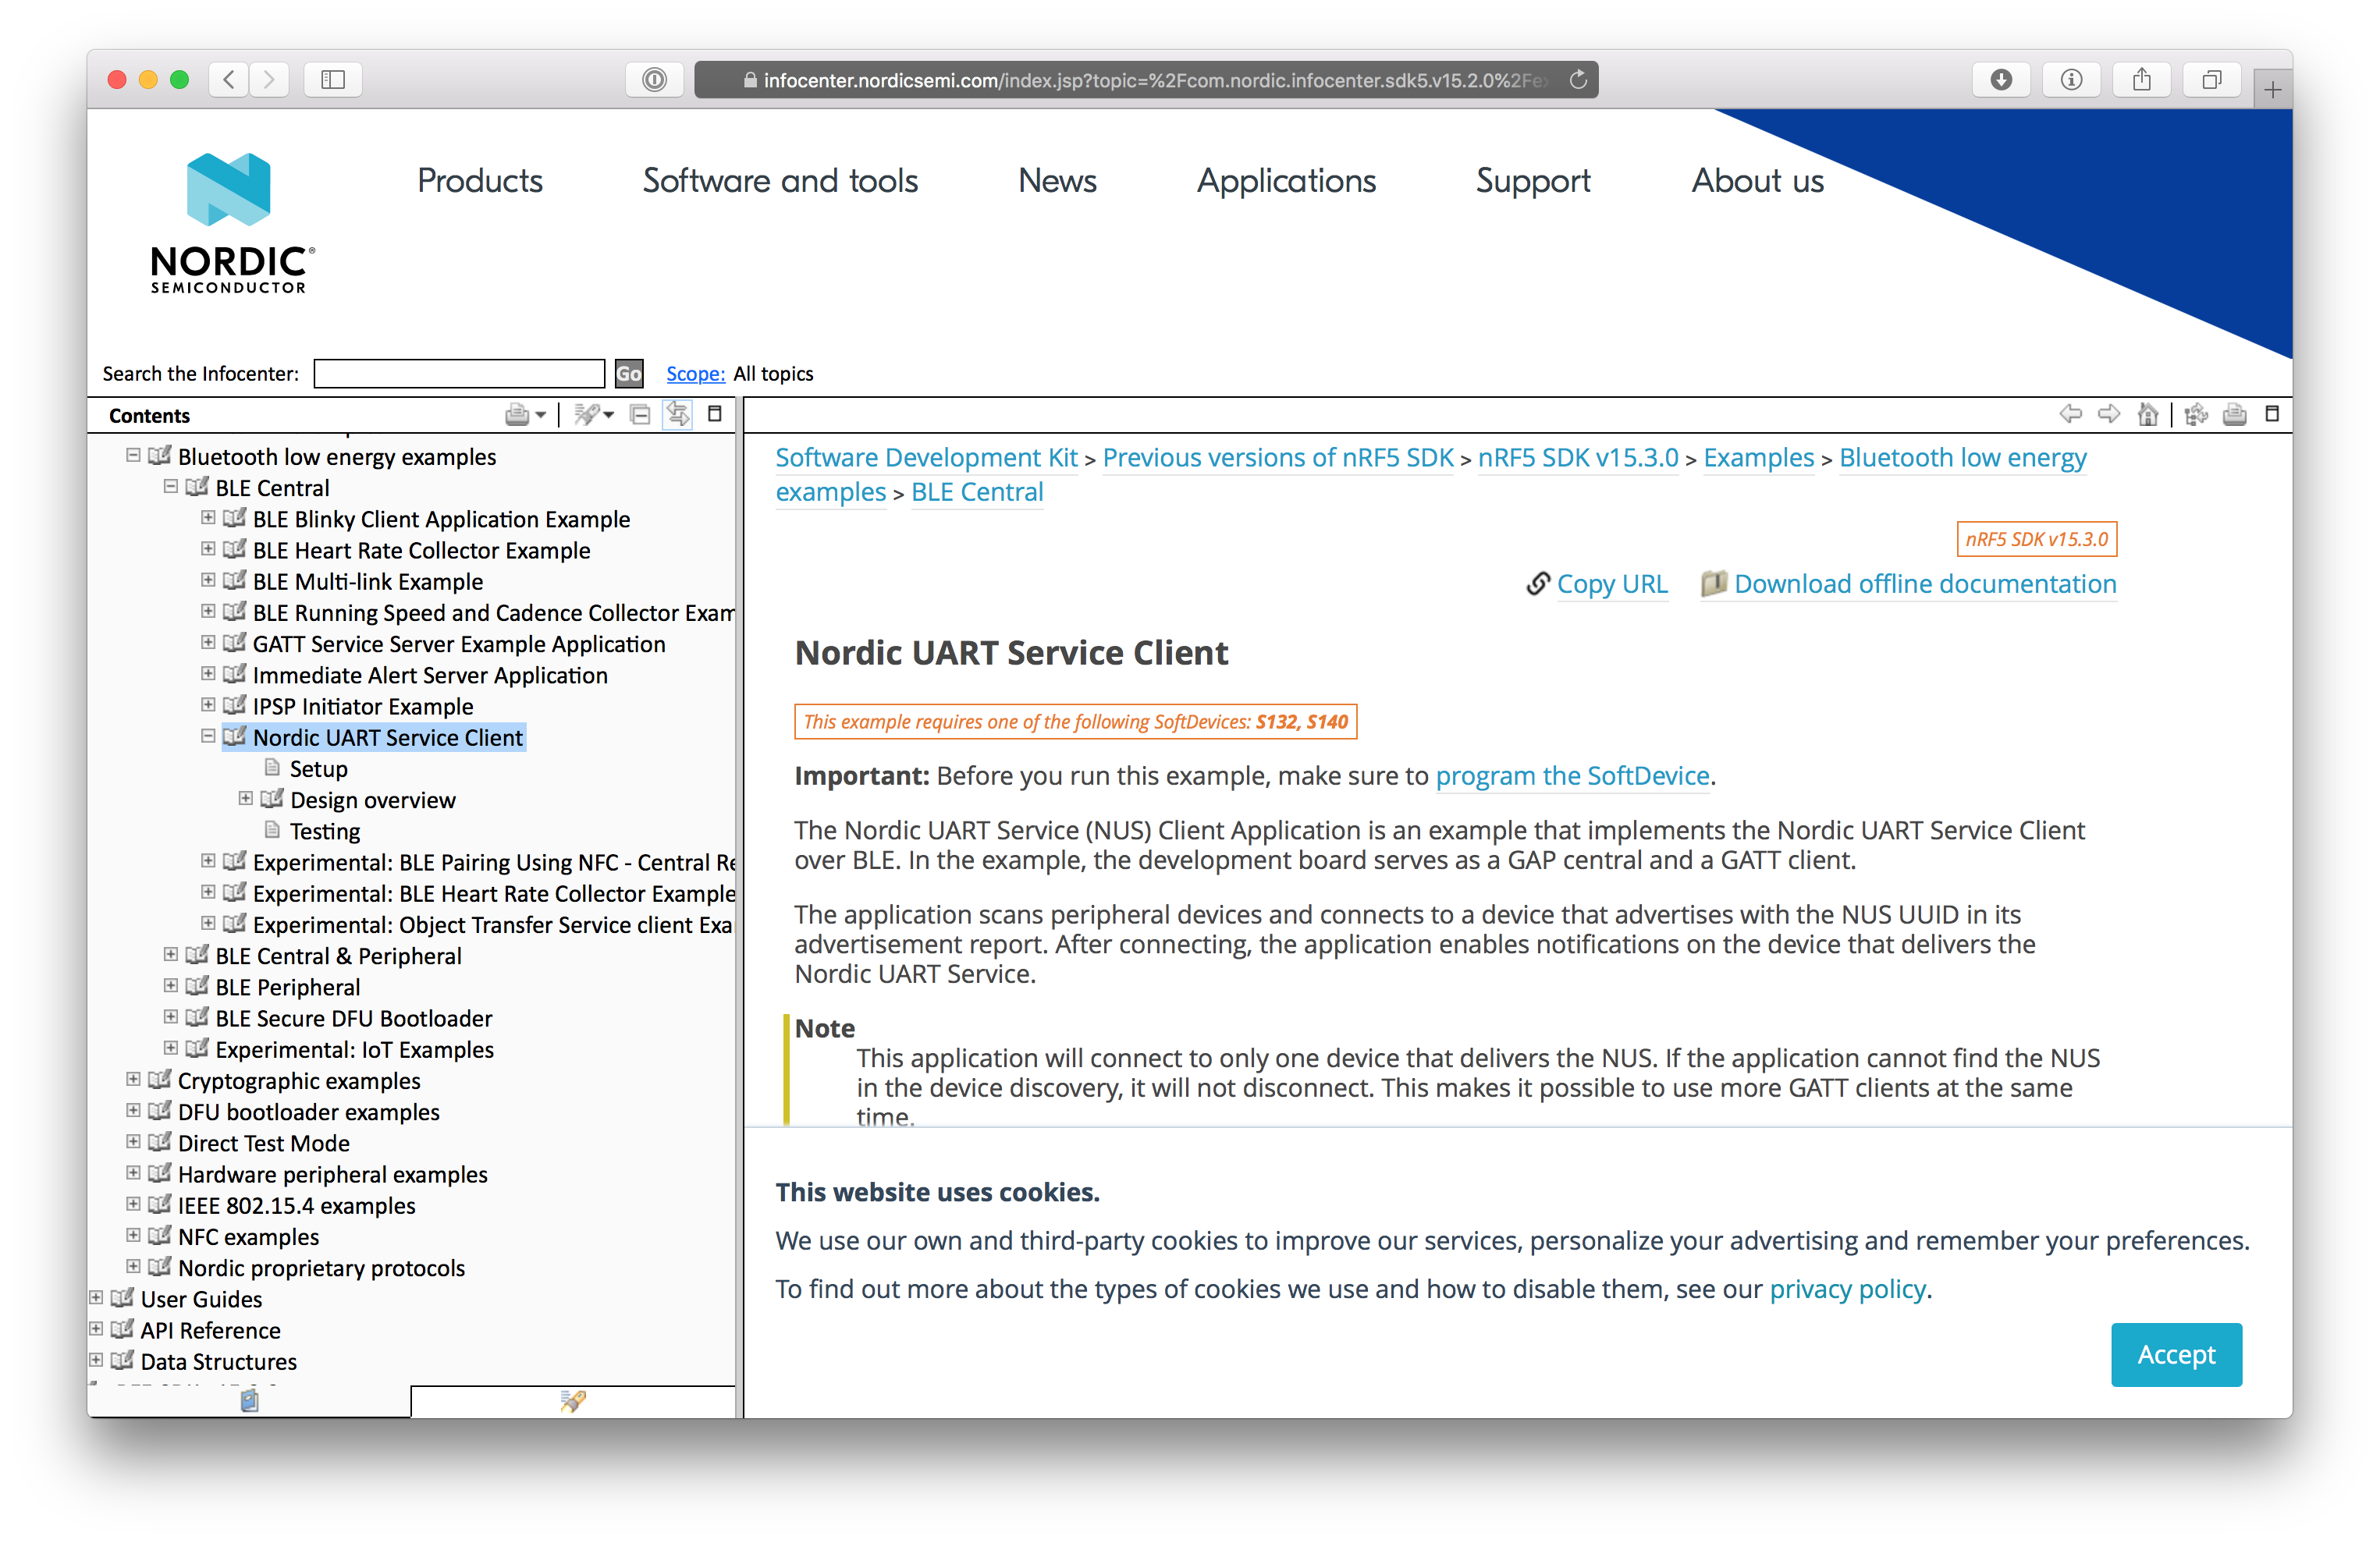 infocenter.nordicsemi.com/index.jsp?topic=%2Fcom.nordic.infocenter.sdk5.v15.2.0%2Fex
NORDIC®
SEMICONDUCTOR
Products
Software and tools
News
Applications
Support
About us
Search the Infocenter:
Go
Scope: All topics
Contents
Bluetooth low energy examples
BLE Central
BLE Blinky Client Application Example
BLE Heart Rate Collector Example
BLE Multi-link Example
BLE Running Speed and Cadence Collector Exam
GATT Service Server Example Application
Immediate Alert Server Application
IPSP Initiator Example
Nordic UART Service Client
Setup
Design overview
Testing
Experimental: BLE Pairing Using NFC - Central Re
Experimental: BLE Heart Rate Collector Example
Experimental: Object Transfer Service client Exa
BLE Central & Peripheral
BLE Peripheral
BLE Secure DFU Bootloader
Experimental: IoT Examples
Cryptographic examples
DFU bootloader examples
Direct Test Mode
Hardware peripheral examples
IEEE 802.15.4 examples
NFC examples
Nordic proprietary protocols
User Guides
API Reference
Data Structures
Software Development Kit > Previous versions of nRF5 SDK > nRF5 SDK v15.3.0 > Examples > Bluetooth low energy
examples > BLE Central
nRF5 SDK v15.3.0
Copy URL
Download offline documentation
Nordic UART Service Client
This example requires one of the following SoftDevices: S132, S140
Important: Before you run this example, make sure to program the SoftDevice.
The Nordic UART Service (NUS) Client Application is an example that implements the Nordic UART Service Client
over BLE. In the example, the development board serves as a GAP central and a GATT client.
The application scans peripheral devices and connects to a device that advertises with the NUS UUID in its
advertisement report. After connecting, the application enables notifications on the device that delivers the
Nordic UART Service.
Note
This application will connect to only one device that delivers the NUS. If the application cannot find the NUS
in the device discovery, it will not disconnect. This makes it possible to use more GATT clients at the same
time.
This website uses cookies.
We use our own and third-party cookies to improve our services, personalize your advertising and remember your preferences.
To find out more about the types of cookies we use and how to disable them, see our privacy policy.
Accept